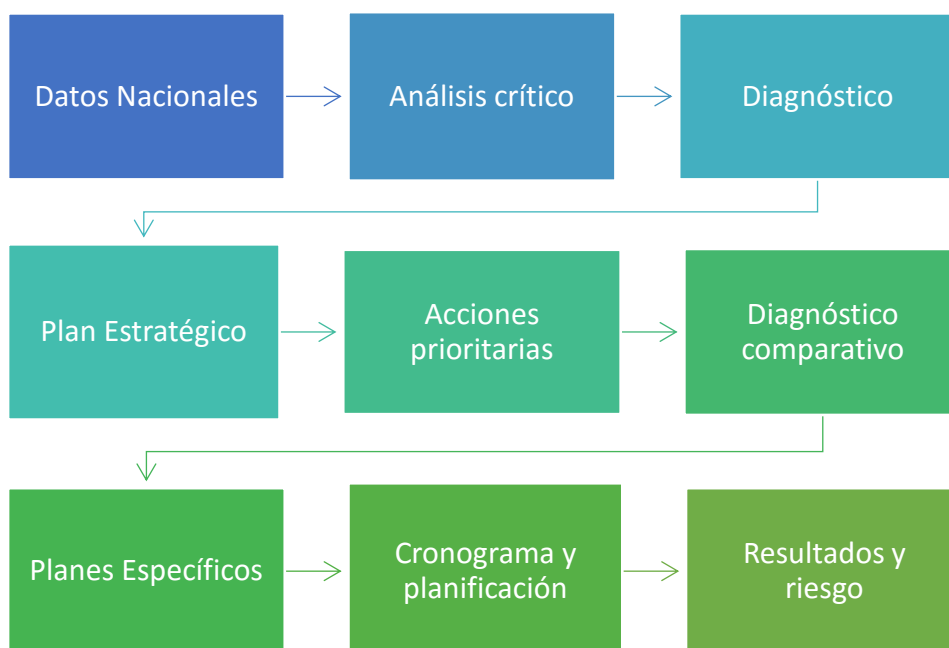 Datos Nacionales
Análisis crítico
Diagnóstico
Plan Estratégico
Acciones
prioritarias
Diagnóstico
comparativo
Planes Específicos
Cronograma y
planificación
Resultados y
riesgo